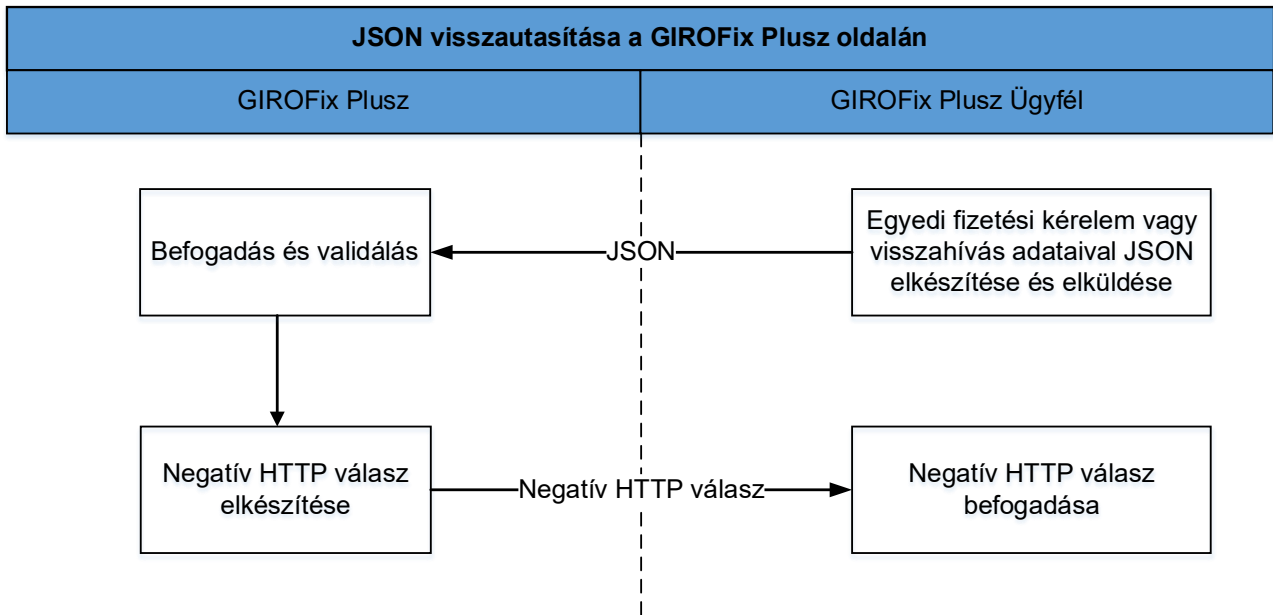 JSON visszautasítása a GIROFix Plusz oldalán
GIROFix Plusz
GIROFix Plusz Ügyfél
Befogadás és validálás
JSON
Egyedi fizetési kérelem vagy
visszahívás adataival JSON
elkészítése és elküldése
Negatív HTTP válasz
elkészítése
Negatív HTTP válasz
Negatív HTTP válasz
befogadása